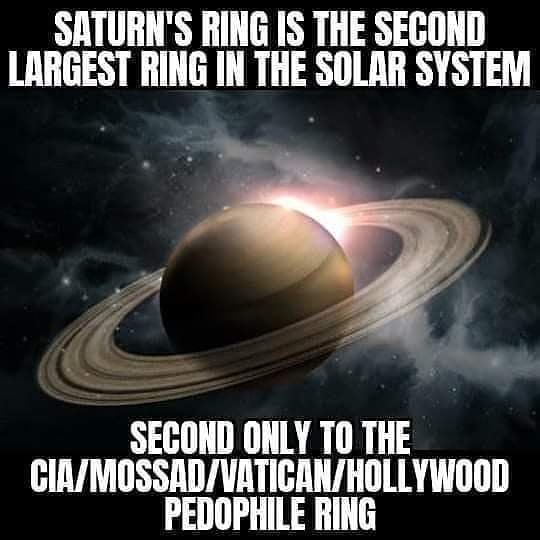 SATURN'S RING IS THE SECOND
LARGEST RING IN THE SOLAR SYSTEM
SECOND ONLY TO THE
CIA/MOSSAD/VATICAN/HOLLYWOOD
PEDOPHILE RING